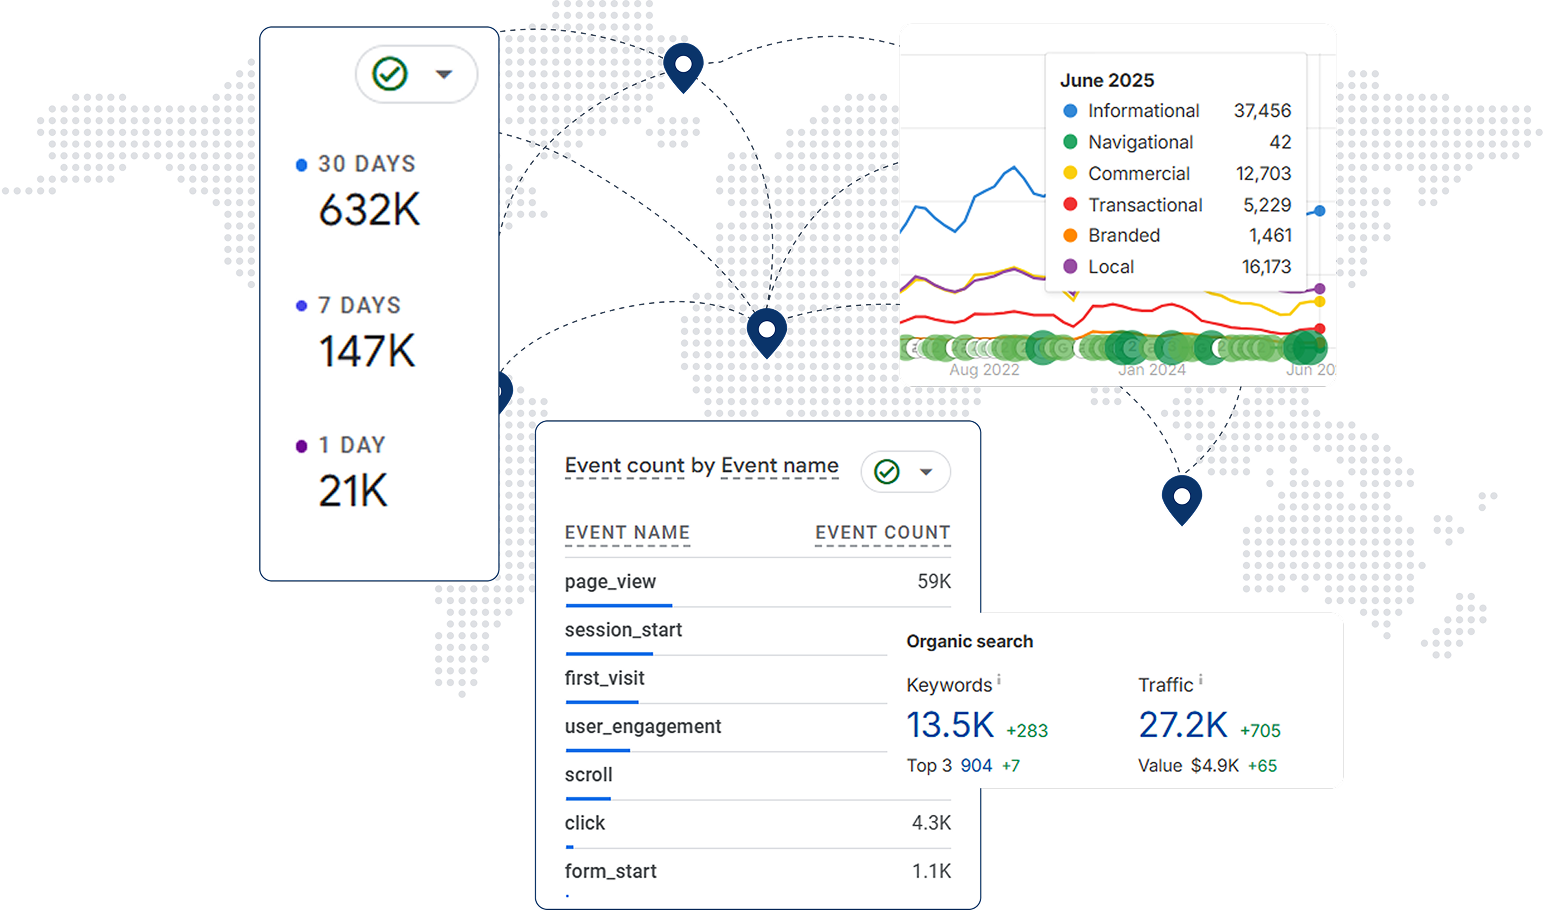 30 DAYS
632K
7 DAYS
147K
1 DAY
21K
June 2025
Informational 37,456
Navigational 42
Commercial 12,703
Transactional 5,229
Branded 1,461
Local 16,173
Aug 2022 Jan 2024 Jun 20
Event count by Event name
EVENT NAME EVENT COUNT
page_view 59K
session_start
first_visit
user_engagement
scroll
click 4.3K
form_start 1.1K
Organic search
Keywords i Traffic i
13.5K +283 27.2K +705
Top 3 904 +7 Value $4.9K +65